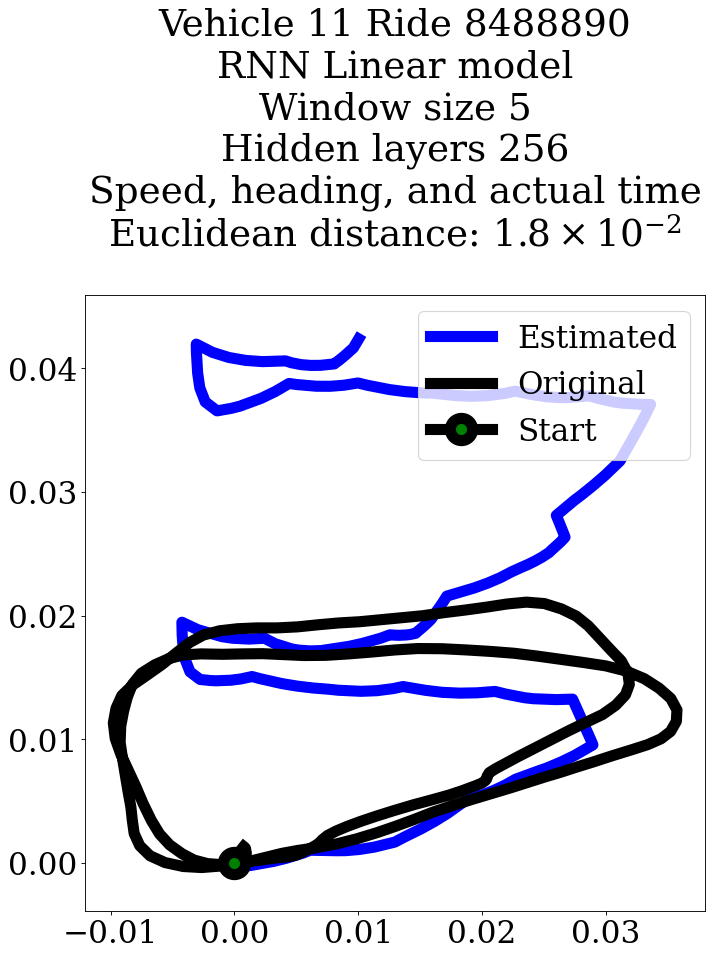 Vehicle 11 Ride 8488890
RNN Linear model
Window size 5
Hidden layers 256
Speed, heading, and actual time
Euclidean distance: 1.8 × 10⁻²
Estimated
Original
Start
0.04
0.03
0.02
0.01
0.00
−0.01 0.00 0.01 0.02 0.03